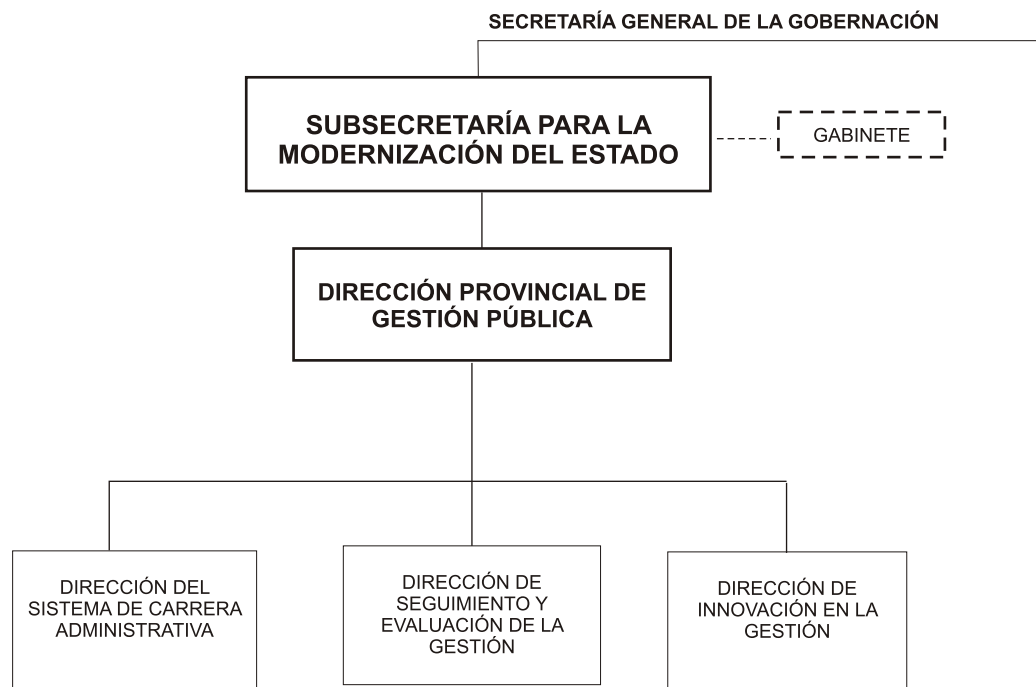 SECRETARÍA GENERAL DE LA GOBERNACIÓN
SUBSECRETARÍA PARA LA
MODERNIZACIÓN DEL ESTADO
GABINETE
DIRECCIÓN PROVINCIAL DE
GESTIÓN PÚBLICA
DIRECCIÓN DEL
SISTEMA DE CARRERA
ADMINISTRATIVA
DIRECCIÓN DE
SEGUIMIENTO Y
EVALUACIÓN DE LA
GESTIÓN
DIRECCIÓN DE
INNOVACIÓN EN LA
GESTIÓN